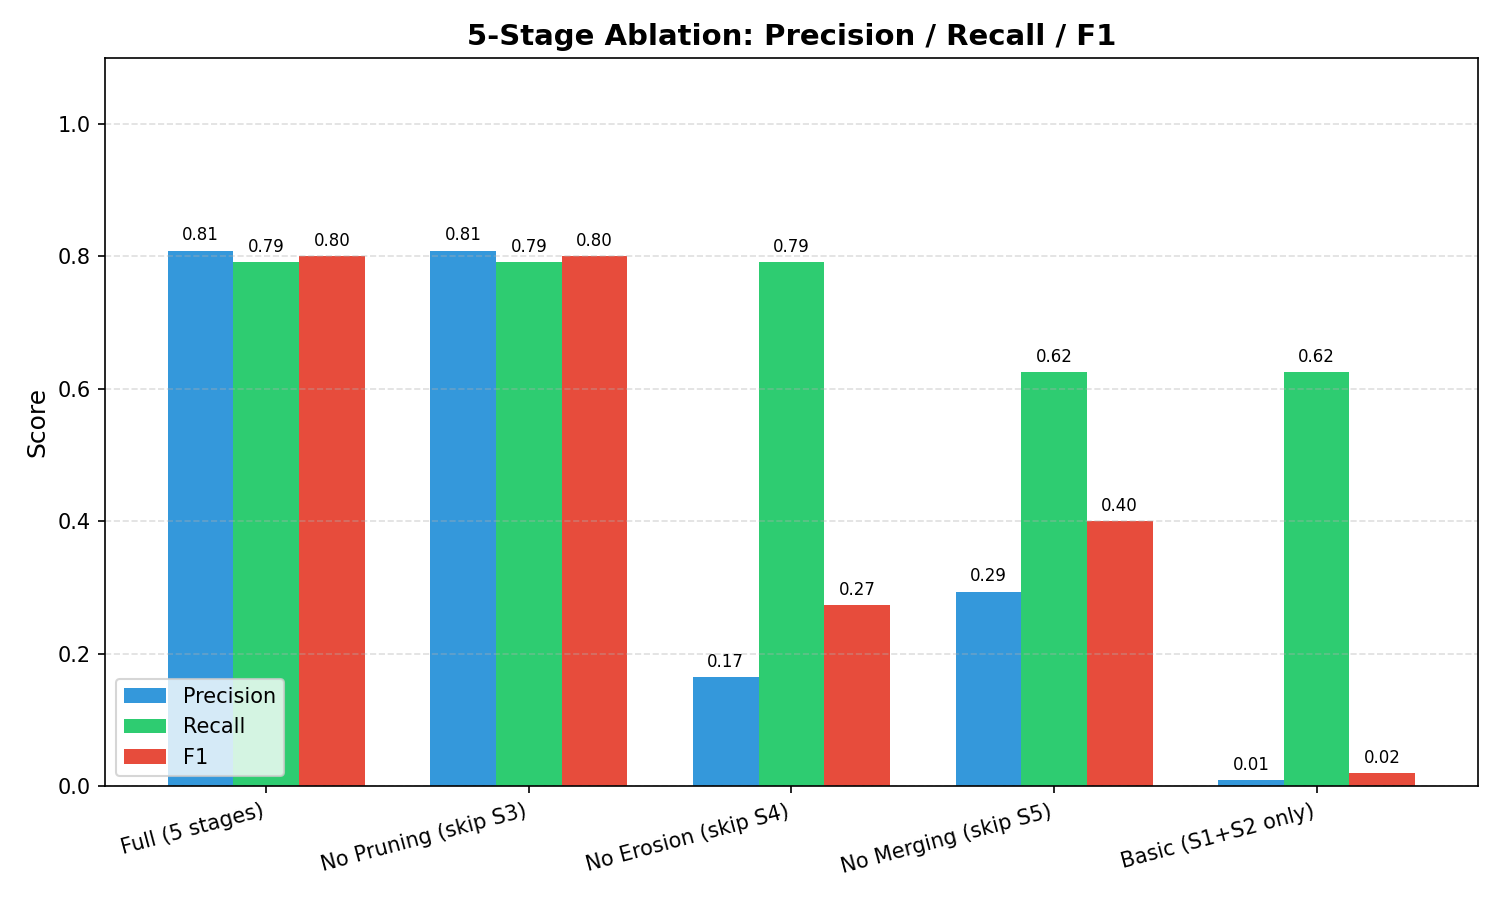 5-Stage Ablation: Precision / Recall / F1
Score
1.0
0.8
0.6
0.4
0.2
0.0
0.81
0.79
0.80
0.81
0.79
0.80
0.17
0.79
0.27
0.29
0.62
0.40
0.01
0.62
0.02
Precision
Recall
F1
Full (5 stages)
No Pruning (skip S3)
No Erosion (skip S4)
No Merging (skip S5)
Basic (S1+S2 only)